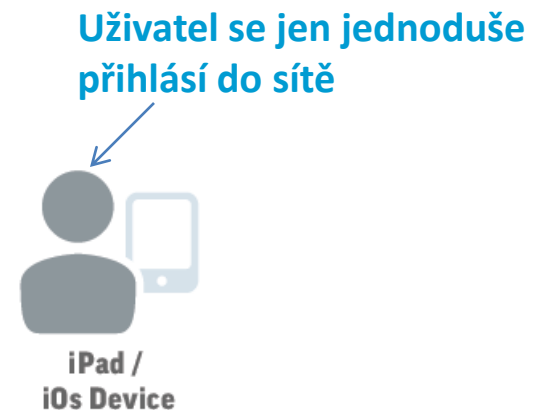 Uživatel se jen jednoduše
přihlásí do sítě
iPad /
iOs Device